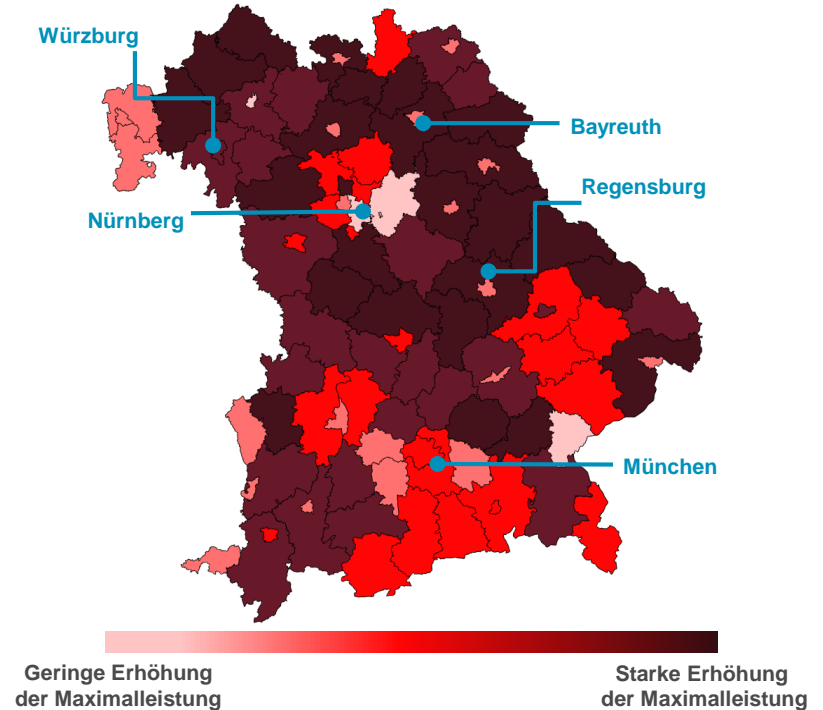 Würzburg
Bayreuth
Regensburg
Nürnberg
München
Geringe Erhöhung
der Maximalleistung
Starke Erhöhung
der Maximalleistung